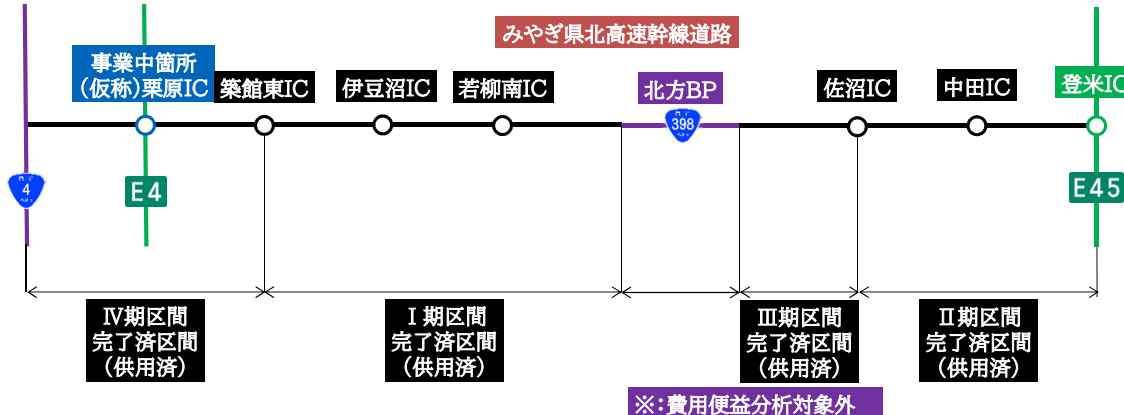 みやぎ県北高速幹線道路
事業中箇所
(仮称)栗原IC
築館東IC
伊豆沼IC
若柳南IC
北方BP
佐沼IC
中田IC
登米IC
398
4
E4
E45
Ⅳ期区間
完了済区間
(供用済)
Ⅰ期区間
完了済区間
(供用済)
Ⅲ期区間
完了済区間
(供用済)
Ⅱ期区間
完了済区間
(供用済)
※:費用便益分析対象外